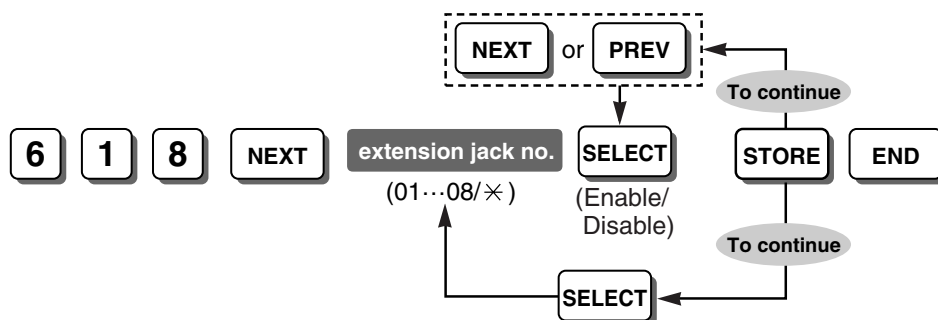 NEXT or PREV
To continue
6 1 8 NEXT extension jack no. SELECT STORE END
(01···08/✳)
(Enable/
Disable)
To continue
SELECT